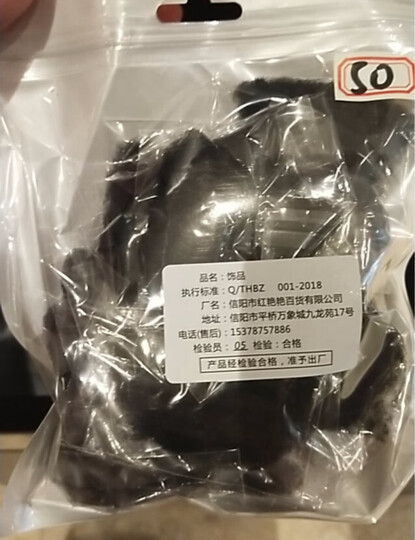 50
品名：饰品
执行标准：Q/THBZ 001-2018
厂名：信阳市红艳艳百货有限公司
地址：信阳市平桥万象城九龙苑17号
电话(售后)：15378757886
检验员：05 检验：合格
产品经检验合格，准予出厂